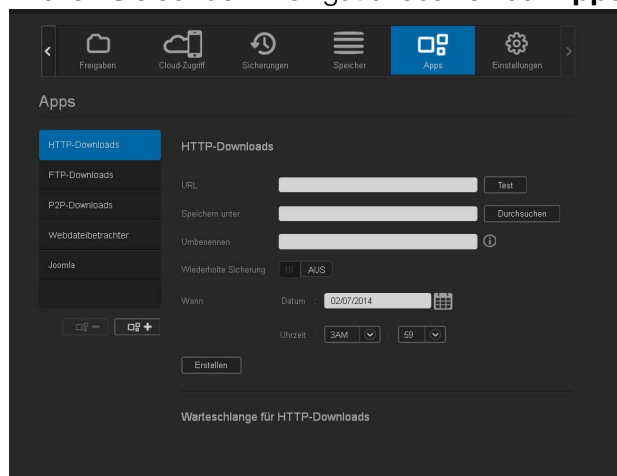 Apps
Freigaben
Cloud-Zugriff
Sicherungen
Speicher
Apps
Einstellungen
Apps
HTTP-Downloads
FTP-Downloads
P2P-Downloads
Webdateibetrachter
Joomla
HTTP-Downloads
URL
Test
Speichern unter
Durchsuchen
Umbenennen
Wiederholte Sicherung
AUS
Wann
Datum :
02/07/2014
Uhrzeit :
3AM
:
59
Erstellen
Warteschlange für HTTP-Downloads